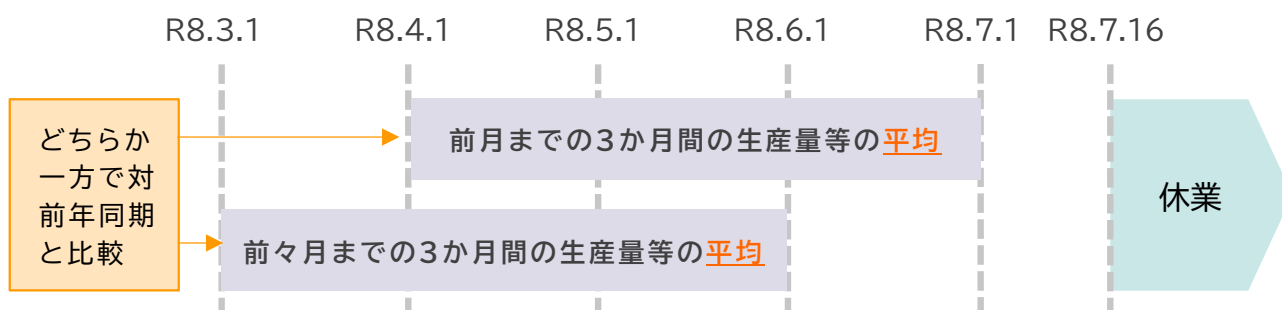 R8.3.1 R8.4.1 R8.5.1 R8.6.1 R8.7.1 R8.7.16
どちらか
一方で対
前年同期
と比較
前月までの3か月間の生産量等の平均
前々月までの3か月間の生産量等の平均
休業